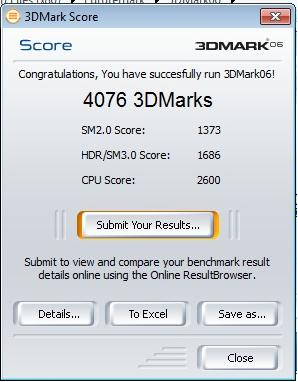 3DMark Score
Score
3DMARK®06
Congratulations, You have succesfully run 3DMark06!
4076 3DMarks
SM2.0 Score: 1373
HDR/SM3.0 Score: 1686
CPU Score: 2600
Submit Your Results...
Submit to view and compare your benchmark result
details online using the Online ResultBrowser.
Details...
To Excel
Save as...
Close